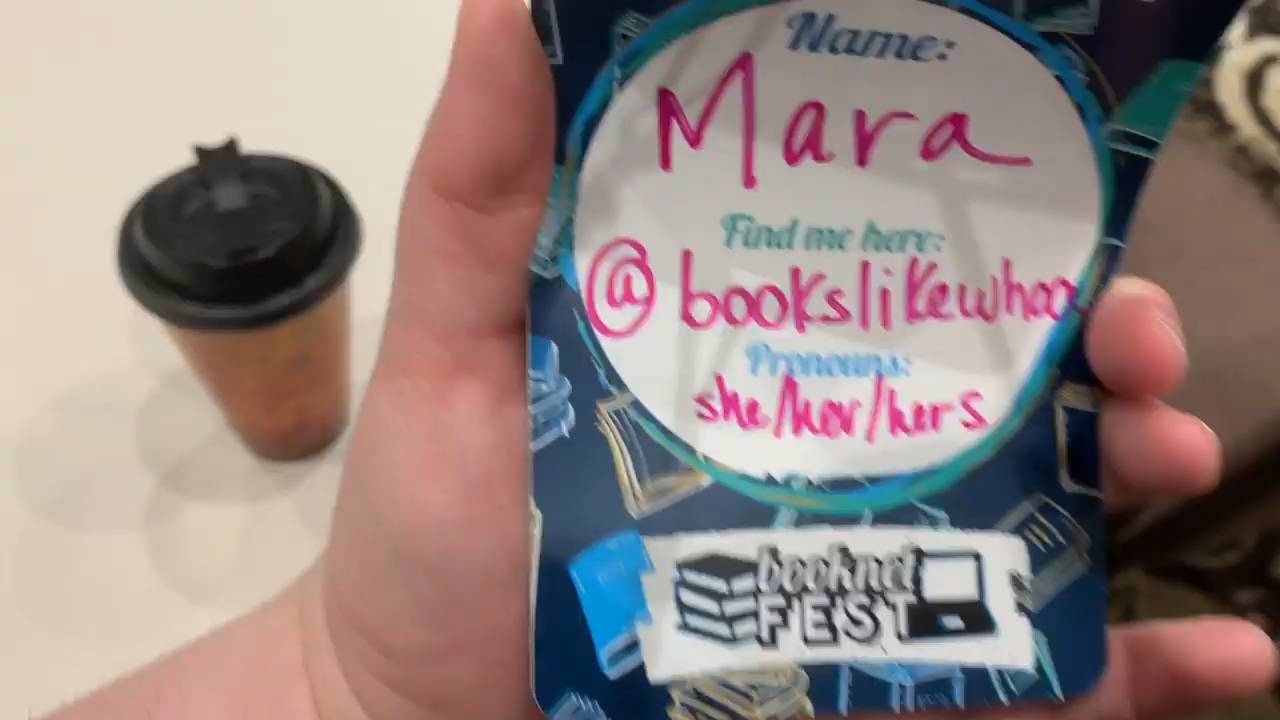 Name:
Mara
Find me here:
@bookslikewhoa
Pronouns:
she/her/hers
booknet
FEST